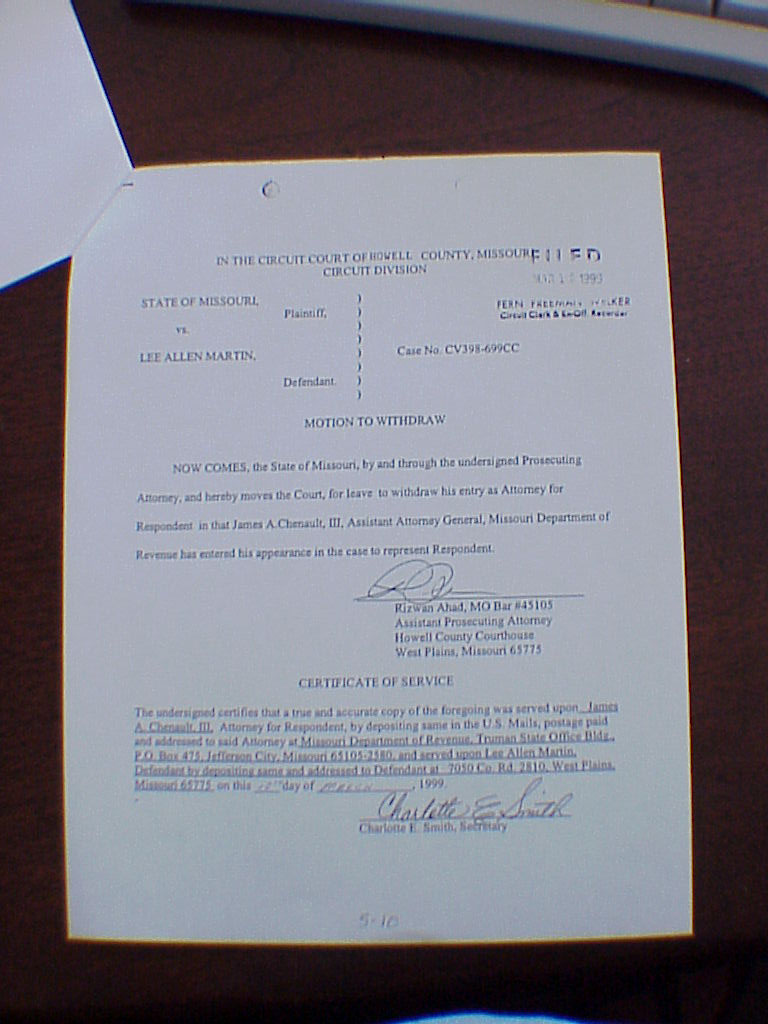 IN THE CIRCUIT COURT OF HOWELL COUNTY, MISSOURI
FILED
CIRCUIT DIVISION
1999
STATE OF MISSOURI,
Plaintiff,
FERN FREEMAN WALKER
Circuit Clerk & Ex-Off. Recorder
vs.
LEE ALLEN MARTIN,
Case No. CV398-699CC
Defendant.
MOTION TO WITHDRAW
NOW COMES, the State of Missouri, by and through the undersigned Prosecuting
Attorney, and hereby moves the Court, for leave to withdraw his entry as Attorney for
Respondent in that James A.Chenault, III, Assistant Attorney General, Missouri Department of
Revenue has entered his appearance in the case to represent Respondent.
Rizwan Ahad, MO Bar #45105
Assistant Prosecuting Attorney
Howell County Courthouse
West Plains, Missouri 65775
CERTIFICATE OF SERVICE
The undersigned certifies that a true and accurate copy of the foregoing was served upon James
A. Chenault, III, Attorney for Respondent, by depositing same in the U.S. Mails, postage paid
and addressed to said Attorney at Missouri Department of Revenue, Truman State Office Bldg.,
P.O. Box 475, Jefferson City, Missouri 65105-2580, and served upon Lee Allen Martin,
Defendant by depositing same and addressed to Defendant at 7050 Co. Rd. 2810, West Plains,
Missouri 65775 on this day of March, 1999.
Charlotte E Smith
Charlotte E. Smith, Secretary
5-10